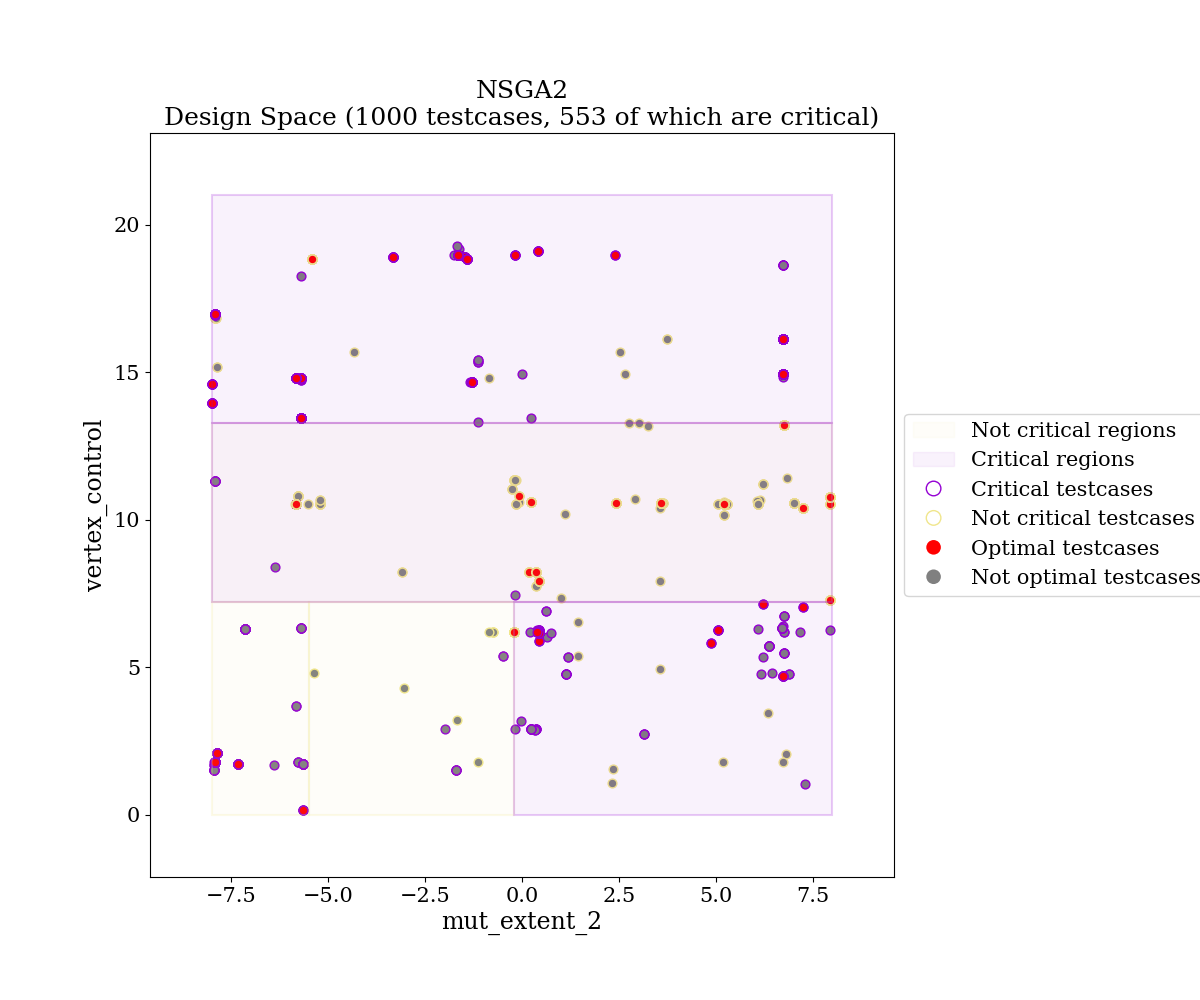 NSGA2
Design Space (1000 testcases, 553 of which are critical)
20
15
10
5
0
vertex_control
−7.5
−5.0
−2.5
0.0
2.5
5.0
7.5
mut_extent_2
Not critical regions
Critical regions
Critical testcases
Not critical testcases
Optimal testcases
Not optimal testcases